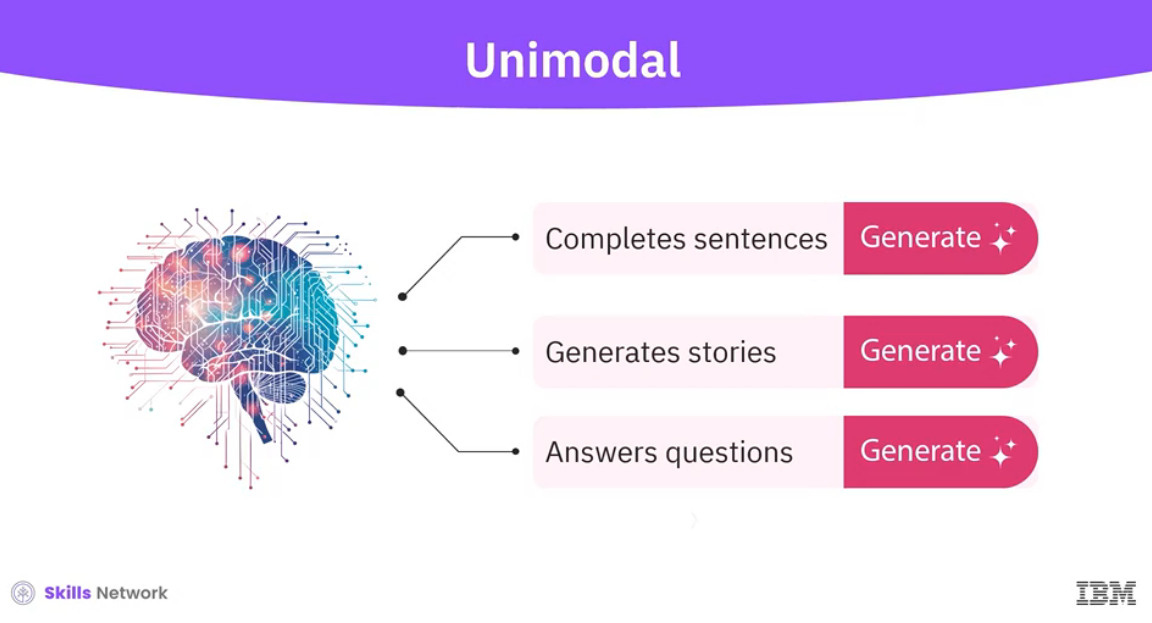 Unimodal
Completes sentences Generate
Generates stories Generate
Answers questions Generate
Skills Network
IBM